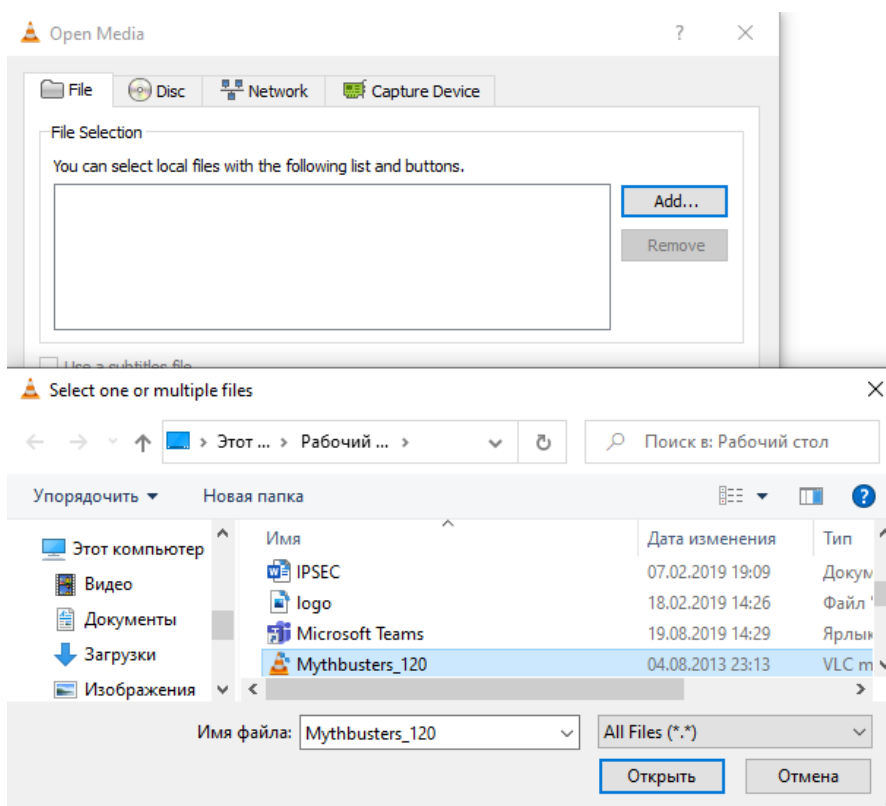 Open Media
File Disc Network Capture Device
File Selection
You can select local files with the following list and buttons.
Add...
Remove
Use a subtitles file
Select one or multiple files
Этот ... Рабочий ...
Поиск в: Рабочий стол
Упорядочить Новая папка
Имя Дата изменения Тип
Этот компьютер
Видео
Документы
Загрузки
Изображения
IPSEC 07.02.2019 19:09 Докум
logo 18.02.2019 14:26 Файл "
Microsoft Teams 19.08.2019 14:29 Ярлык
Mythbusters_120 04.08.2013 23:13 VLC m
Имя файла: Mythbusters_120 All Files (*.*)
Открыть Отмена